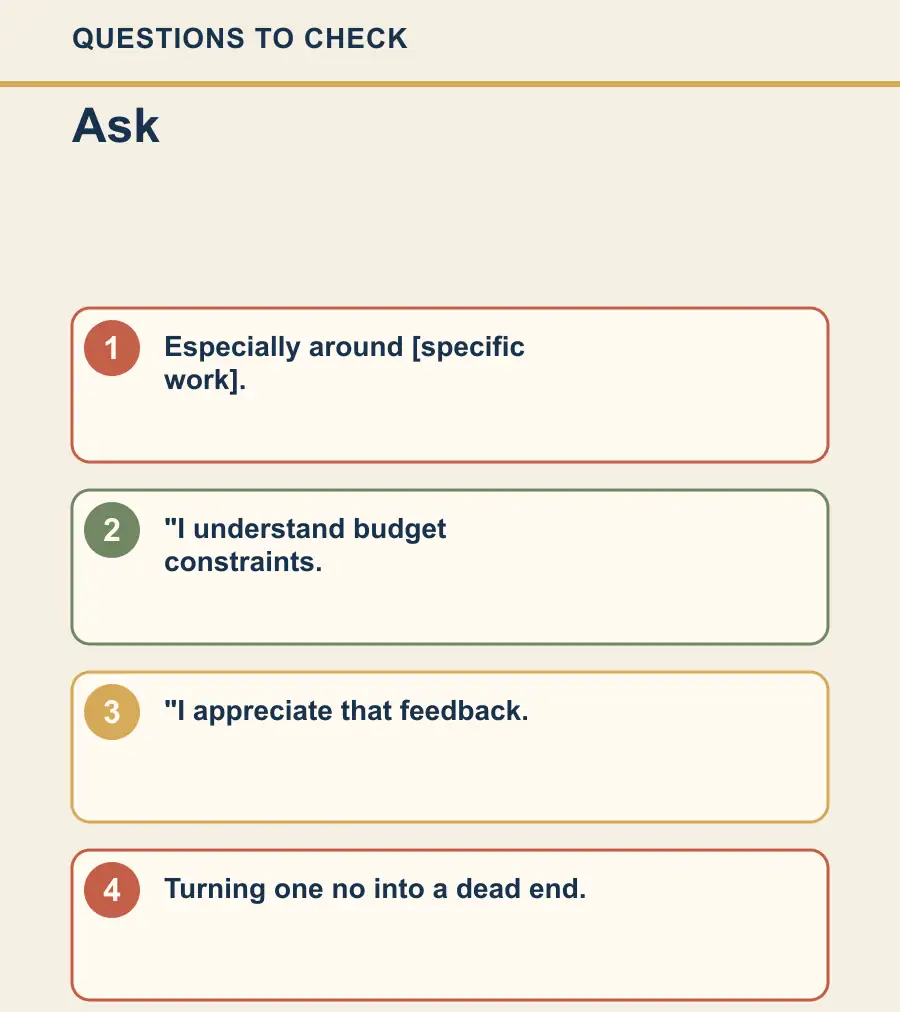 QUESTIONS TO CHECK
Ask
1
Especially around [specific
work].
2
"I understand budget
constraints.
3
"I appreciate that feedback.
4
Turning one no into a dead end.